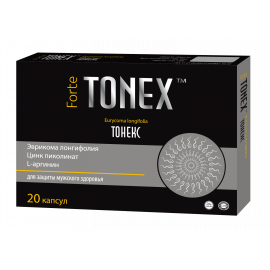 Forte
TONEX™
Eurycoma longifolia
ТОНЕКС
Эврикома лонгифолия
Цинк пиколинат
L-аргинин
для защиты мужского здоровья
20 капсул